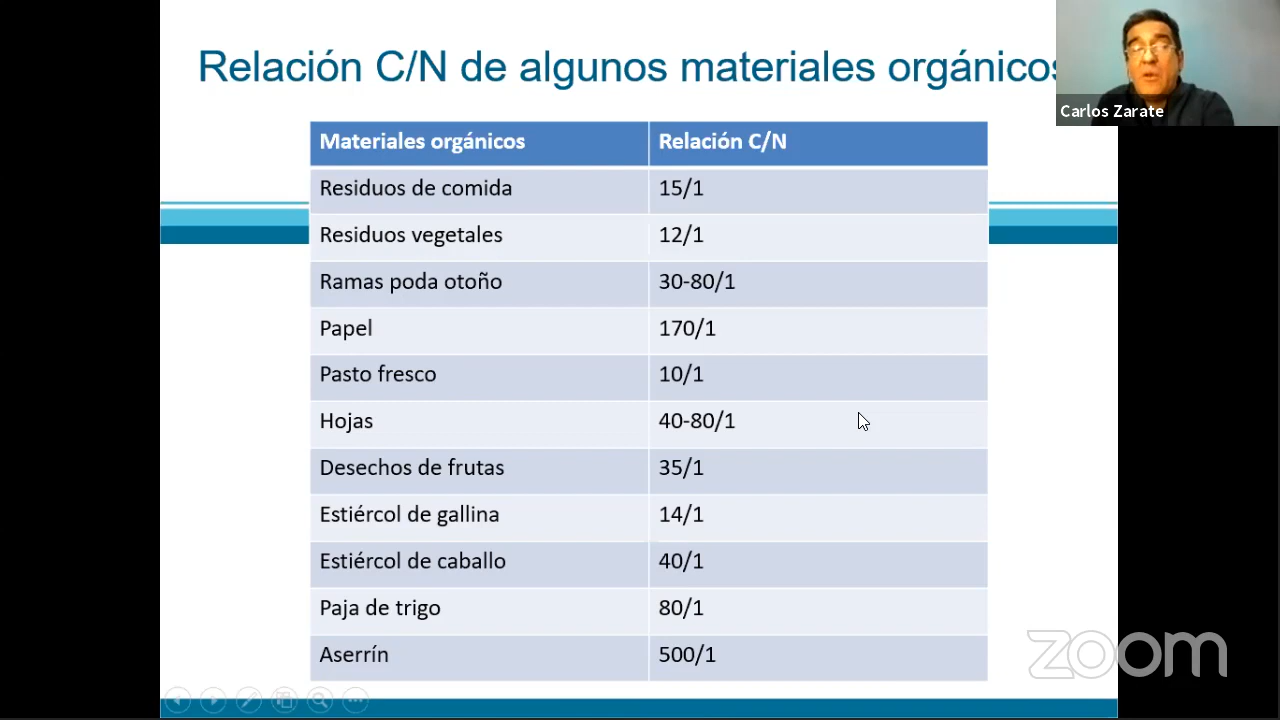 Relación C/N de algunos materiales orgánicos
Carlos Zarate
Materiales orgánicos Relación C/N
Residuos de comida 15/1
Residuos vegetales 12/1
Ramas poda otoño 30-80/1
Papel 170/1
Pasto fresco 10/1
Hojas 40-80/1
Desechos de frutas 35/1
Estiércol de gallina 14/1
Estiércol de caballo 40/1
Paja de trigo 80/1
Aserrín 500/1
zoom